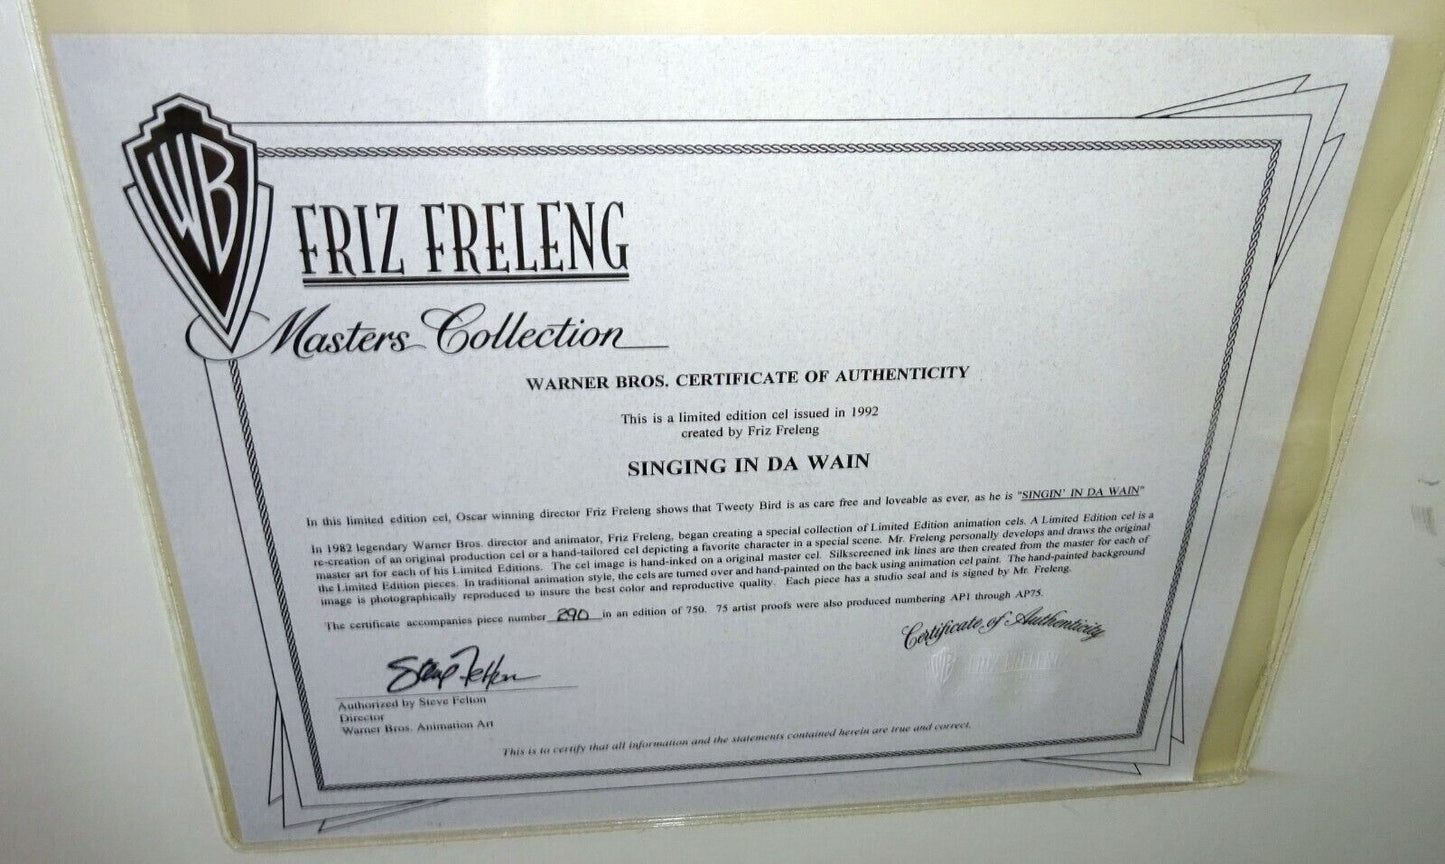 WB
FRIZ FRELENG
Masters Collection
WARNER BROS. CERTIFICATE OF AUTHENTICITY
This is a limited edition cel issued in 1992
created by Friz Freleng
SINGING IN DA WAIN
In this limited edition cel, Oscar winning director Friz Freleng shows that Tweety Bird is as care free and loveable as ever, as he is "SINGIN' IN DA WAIN"
In 1982 legendary Warner Bros. director and animator, Friz Freleng, began creating a special collection of Limited Edition animation cels. A Limited Edition cel is a
re-creation of an original production cel or a hand-tailored cel depicting a favorite character in a special scene. Mr. Freleng personally develops and draws the original
master art for each of his Limited Editions. The cel image is hand-inked on a original master cel. Silkscreened ink lines are then created from the master for each of
the Limited Edition pieces. In traditional animation style, the cels are turned over and hand-painted on the back using animation cel paint. The hand-painted background
image is photographically reproduced to insure the best color and reproductive quality. Each piece has a studio seal and is signed by Mr. Freleng.
The certificate accompanies piece number 290 in an edition of 750. 75 artist proofs were also produced numbering AP1 through AP75.
Certificate of Authenticity
FRIZ FRELENG
Steve Felton
Authorized by Steve Felton
Director
Warner Bros. Animation Art
This is to certify that all information and the statements contained herein are true and correct.